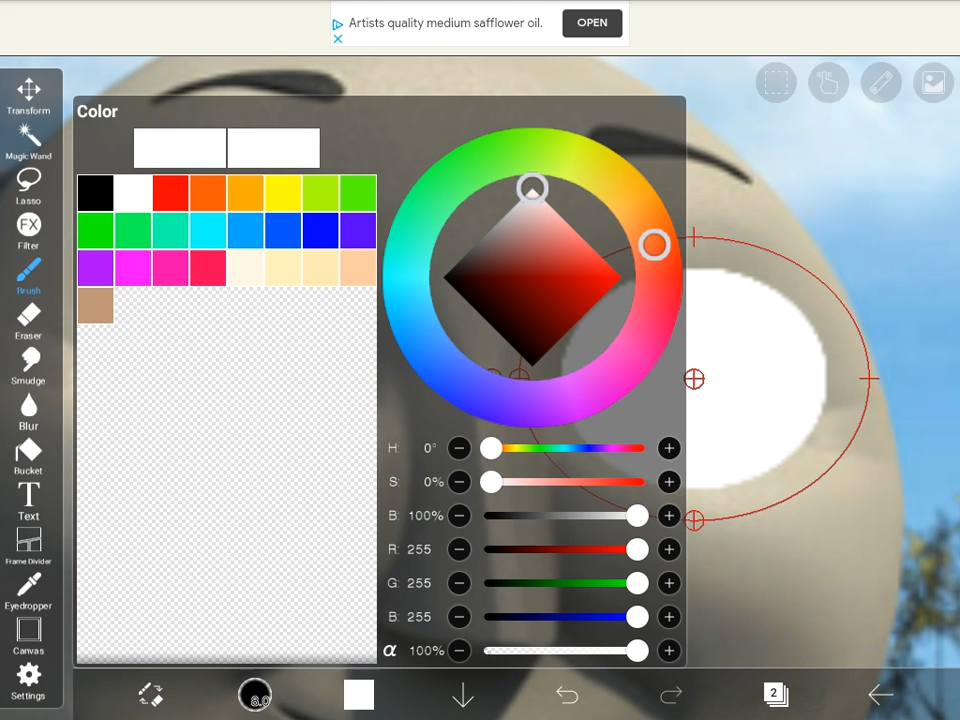 Artists quality medium safflower oil.
OPEN
Transform
Magic Wand
Lasso
FX
Filter
Brush
Eraser
Smudge
Blur
Bucket
T
Text
Frame Divider
Eyedropper
Canvas
Settings
Color
H: 0°
S: 0%
B: 100%
R: 255
G: 255
B: 255
α 100%
8.0
2